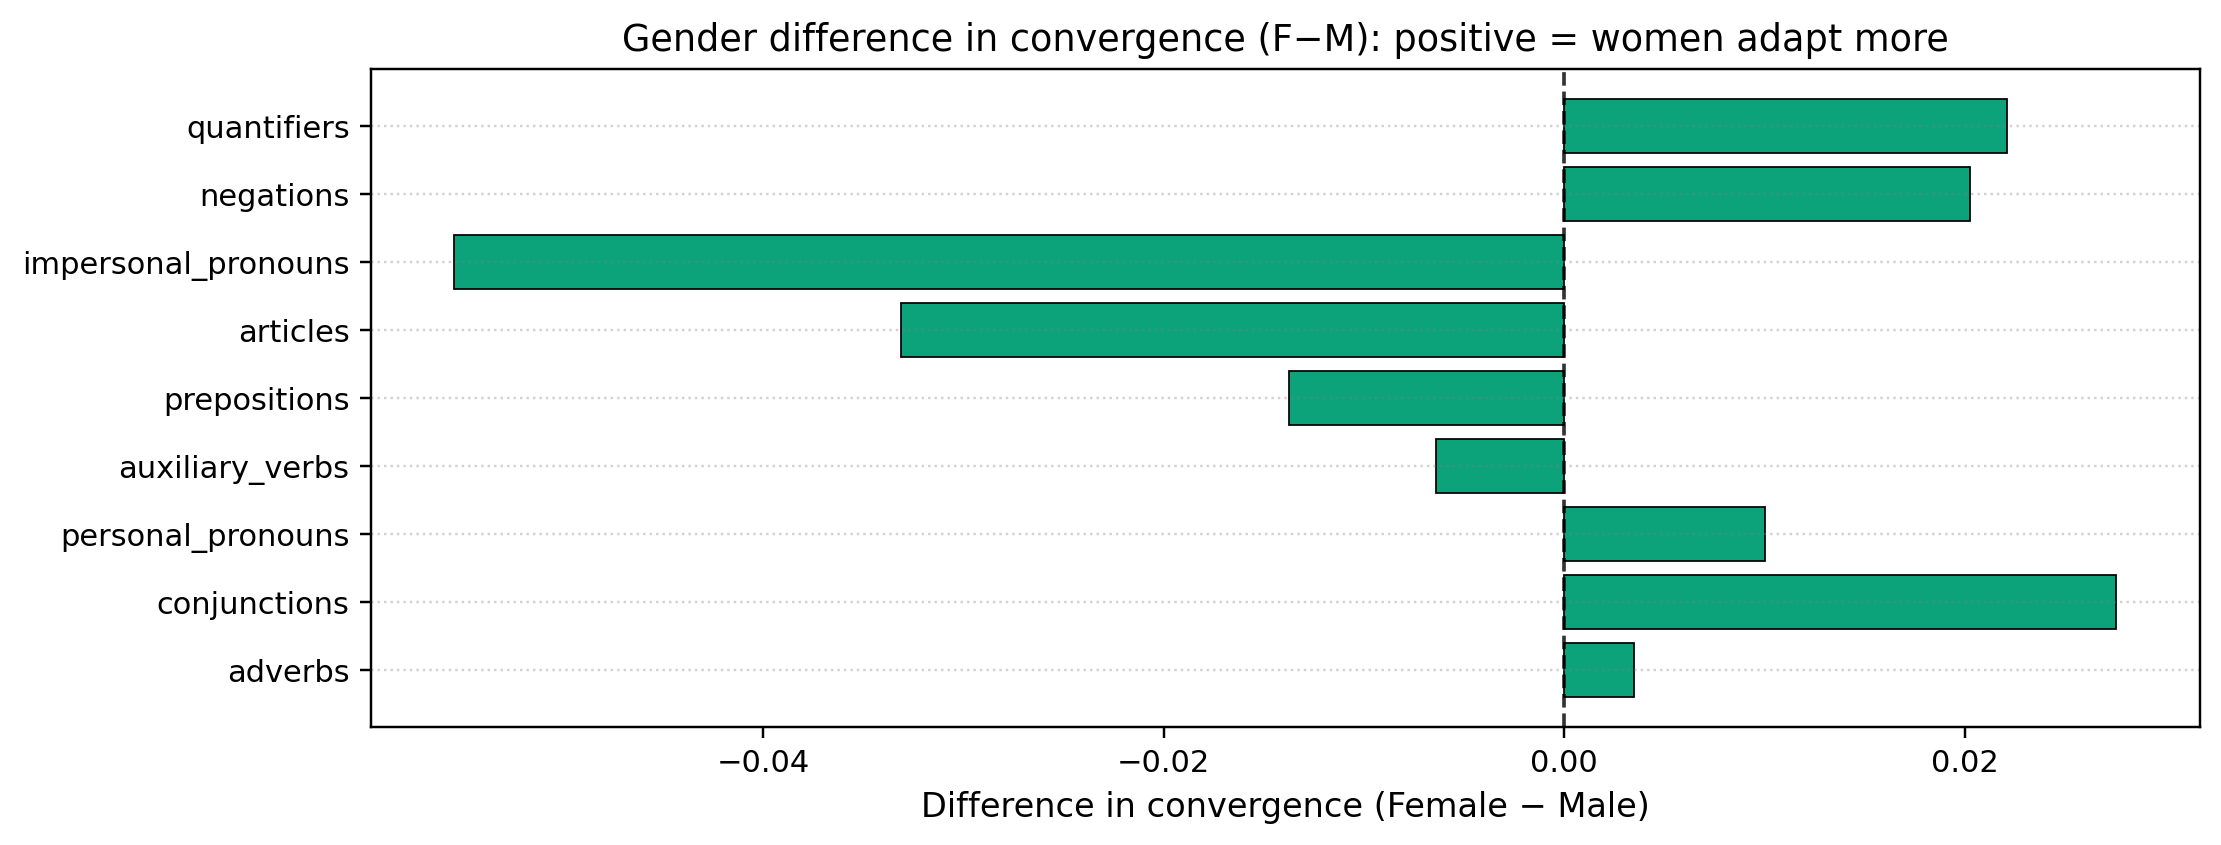 Gender difference in convergence (F−M): positive = women adapt more
quantifiers
negations
impersonal_pronouns
articles
prepositions
auxiliary_verbs
personal_pronouns
conjunctions
adverbs
−0.04 −0.02 0.00 0.02
Difference in convergence (Female − Male)